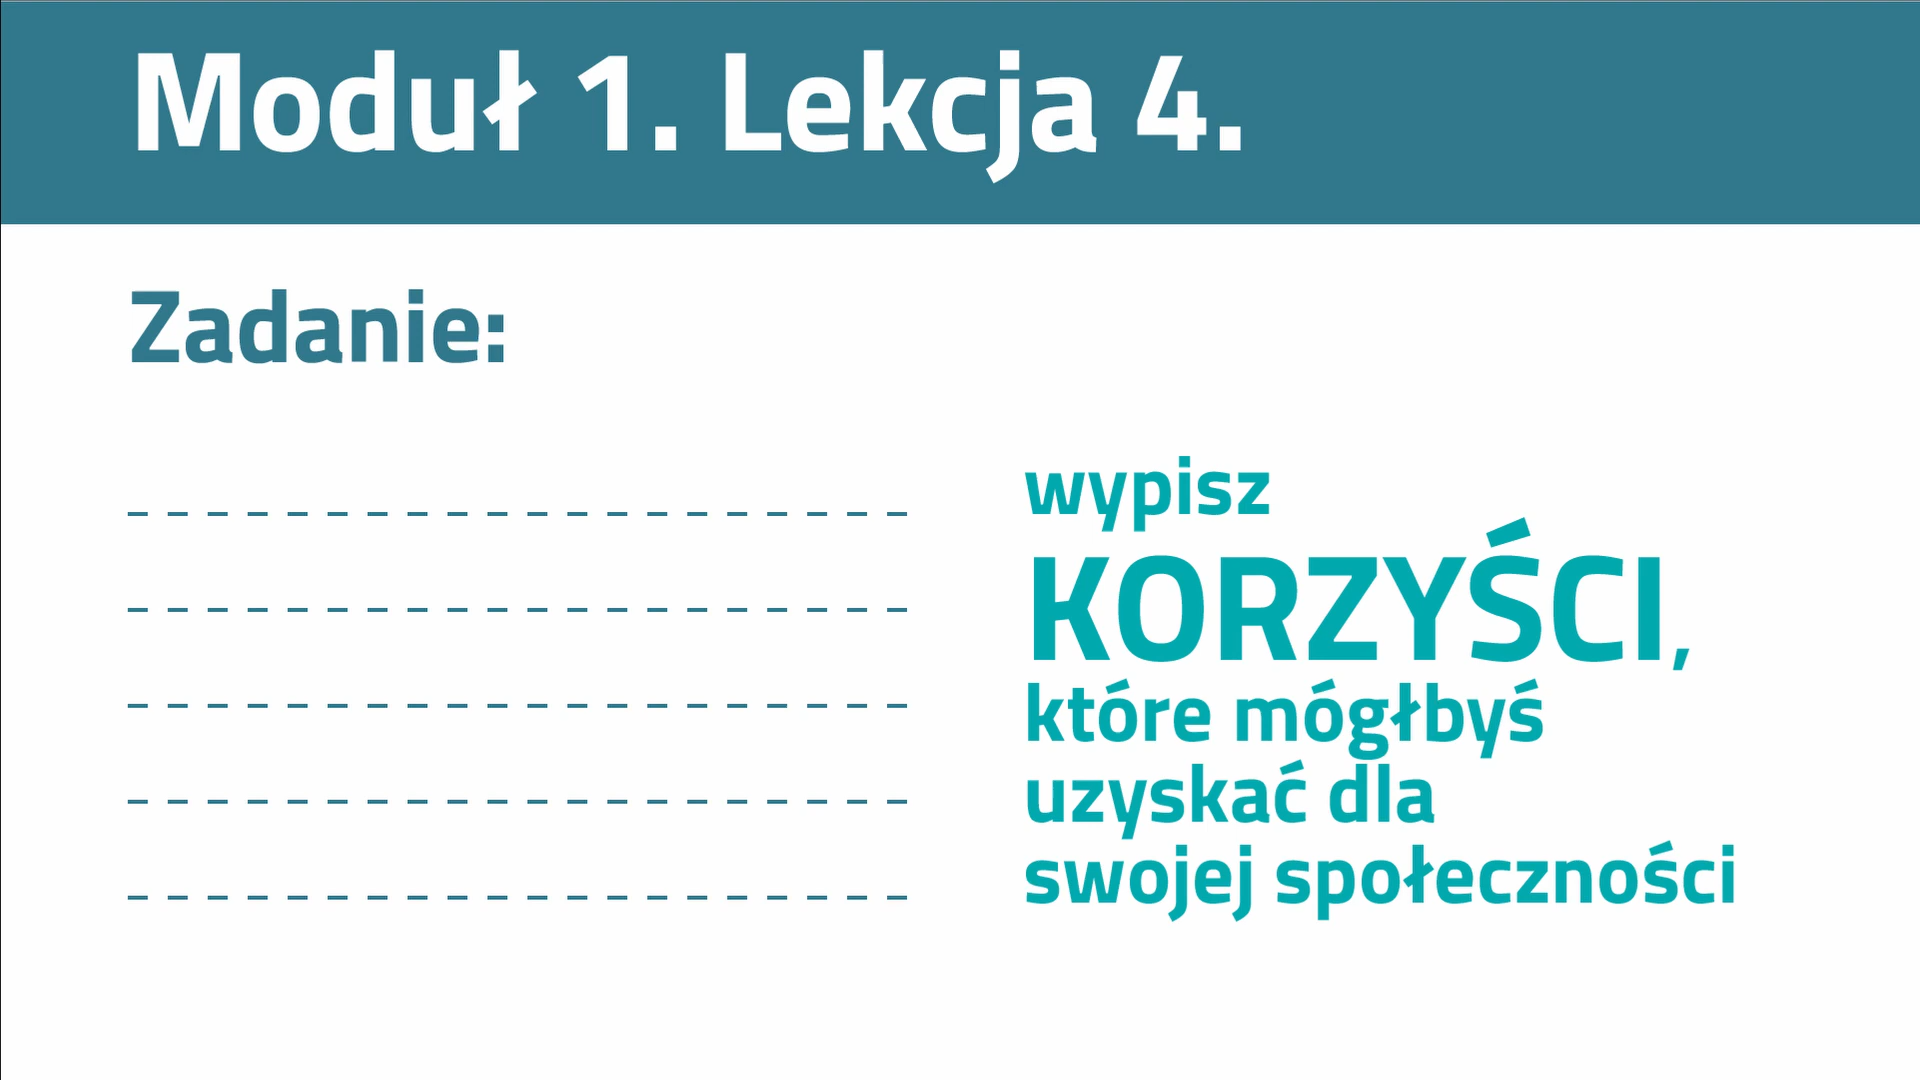 Moduł 1. Lekcja 4.
Zadanie:
wypisz
KORZYŚCI,
które mógłbyś
uzyskać dla
swojej społeczności